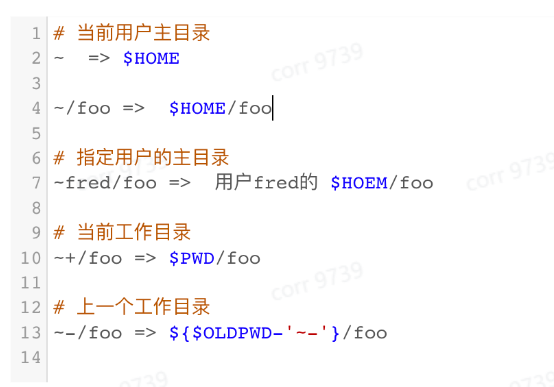 1 # 当前用户主目录
2 ~  => $HOME
3
4 ~/foo =>  $HOME/foo
5
6 # 指定用户的主目录
7 ~fred/foo =>  用户fred的 $HOEM/foo
8
9 # 当前工作目录
10 ~+/foo => $PWD/foo
11
12 # 上一个工作目录
13 ~-/foo => ${$OLDPWD-'~-'}/foo
14
corr 9739
corr 9739
corr 9739
corr 9739
9739
9739